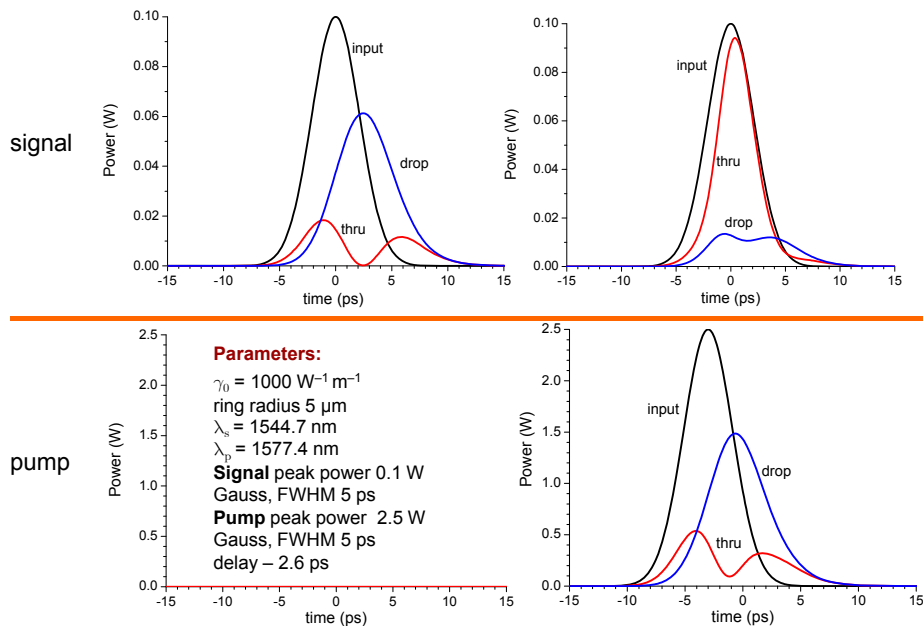 signal
Power (W)
0.10
0.08
0.06
0.04
0.02
0.00
-15 -10 -5 0 5 10 15
time (ps)
input
drop
thru
Power (W)
0.10
0.08
0.06
0.04
0.02
0.00
-15 -10 -5 0 5 10 15
time (ps)
input
thru
drop
pump
Power (W)
2.5
2.0
1.5
1.0
0.5
0.0
-15 -10 -5 0 5 10 15
time (ps)
Parameters:
γ₀ = 1000 W⁻¹ m⁻¹
ring radius 5 μm
λₛ = 1544.7 nm
λₚ = 1577.4 nm
Signal peak power 0.1 W
Gauss, FWHM 5 ps
Pump peak power 2.5 W
Gauss, FWHM 5 ps
delay – 2.6 ps
Power (W)
2.5
2.0
1.5
1.0
0.5
0.0
-15 -10 -5 0 5 10 15
time (ps)
input
drop
thru